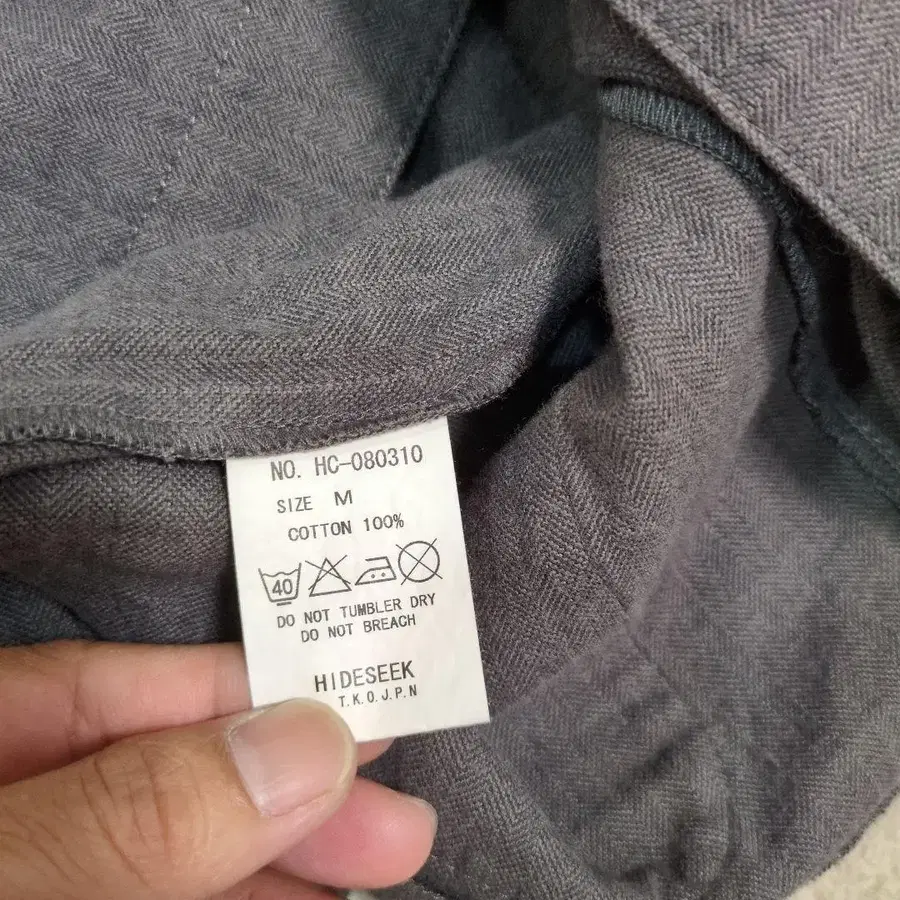 NO. HC-080310
SIZE M
COTTON 100%
40
DO NOT TUMBLER DRY
DO NOT BREACH
HIDESEEK
T.K.O.J.P.N